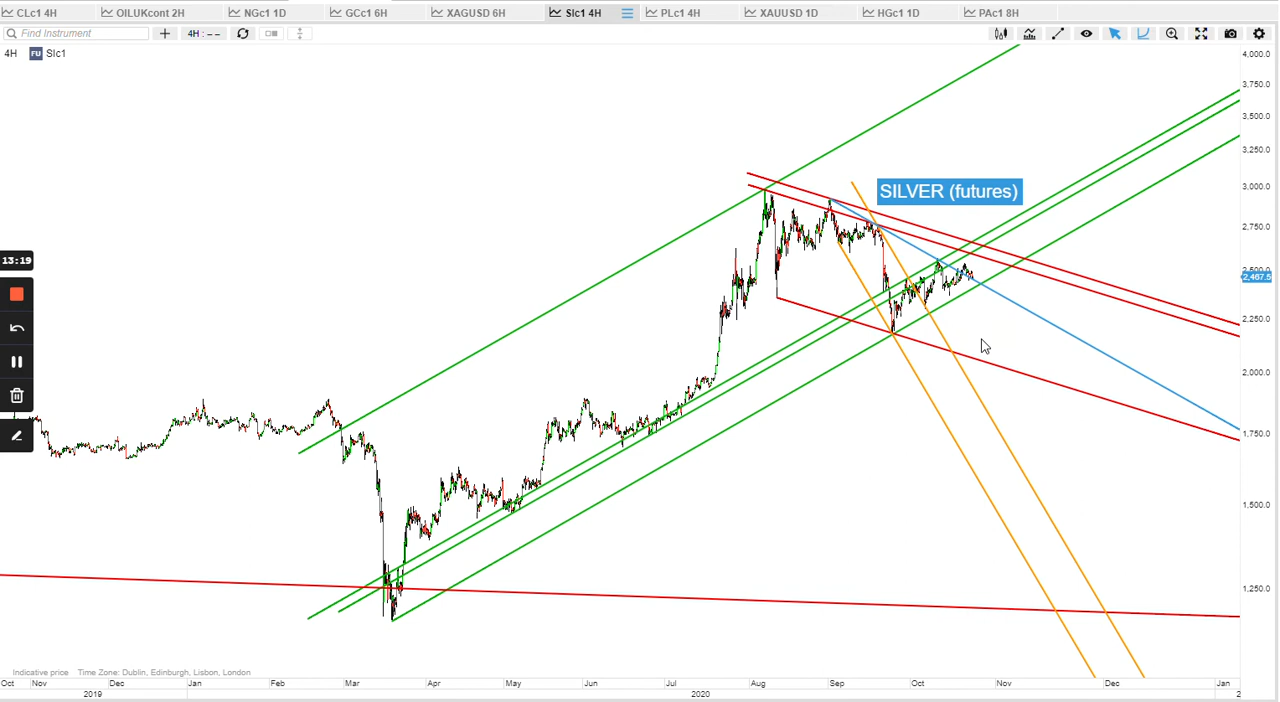 CLc1 4H OILUKcont 2H NGc1 1D GCc1 6H XAGUSD 6H SIc1 4H PLc1 4H XAUUSD 1D HGc1 1D PAc1 8H
Find Instrument 4H : – –
4H FU SIc1
4,000.0
3,750.0
3,500.0
3,250.0
3,000.0
SILVER (futures)
2,750.0
13:19
2,500.0
2,467.5
2,250.0
2,000.0
1,750.0
1,500.0
1,250.0
Indicative price Time Zone: Dublin, Edinburgh, Lisbon, London
Oct Nov Dec Jan Feb Mar Apr May Jun Jul Aug Sep Oct Nov Dec Jan
2019 2020 2